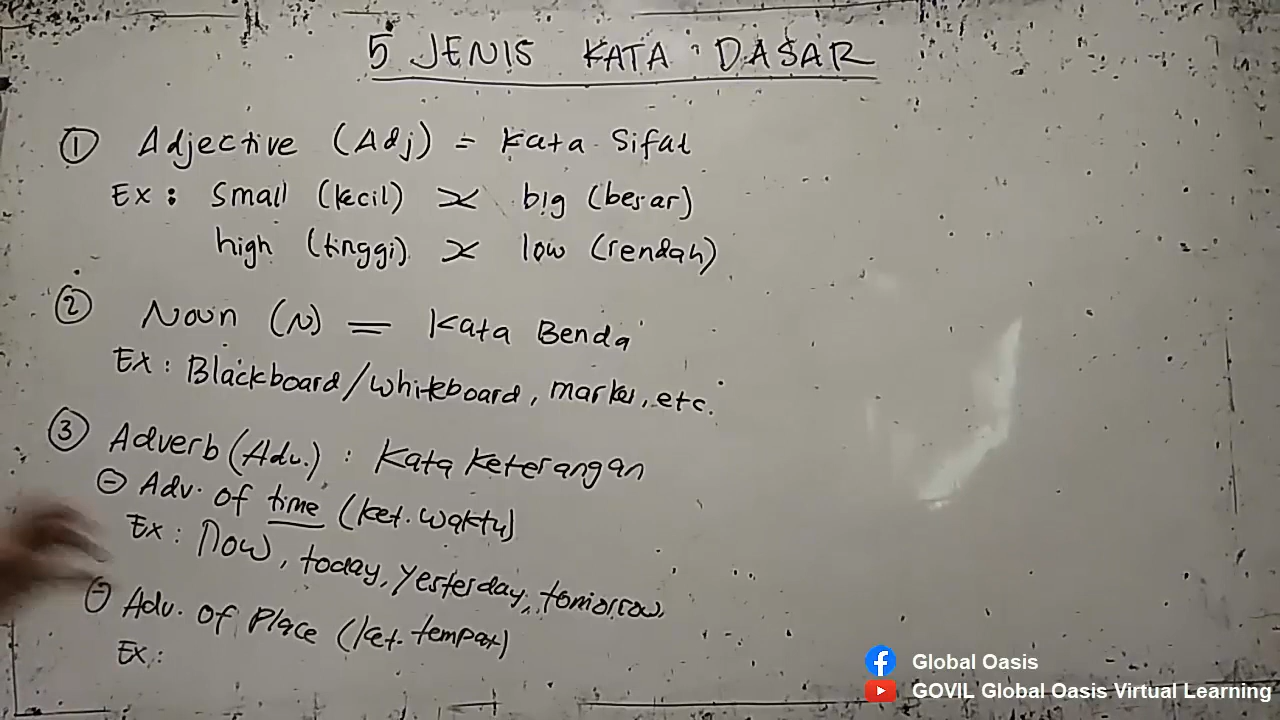 5 JENIS KATA DASAR
① Adjective (Adj) = Kata Sifat
Ex : Small (kecil) >< big (besar)
high (tinggi) >< low (rendah)
② Noun (N) = Kata Benda
Ex : Blackboard/whiteboard, marker, etc.
③ Adverb (Adv.) : Kata Keterangan
⊖ Adv. of time (ket. waktu)
Ex : Now, today, yesterday, tomorrow.
⊖ Adv. of Place (ket. tempat)
Ex :
Global Oasis
GOVIL Global Oasis Virtual Learning